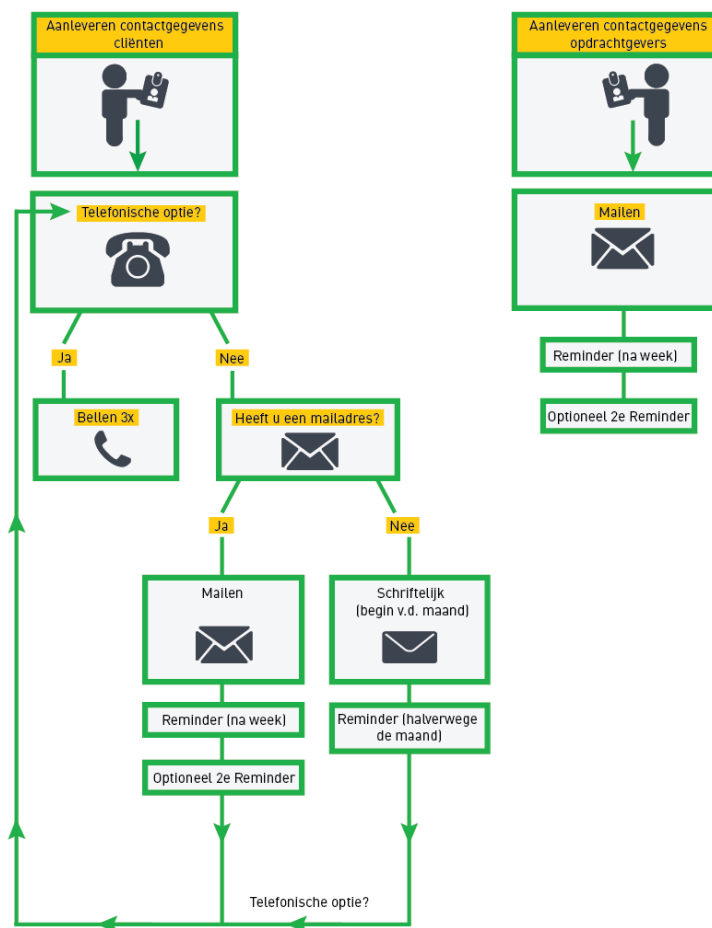 Aanleveren contactgegevens
cliënten
Aanleveren contactgegevens
opdrachtgevers
Telefonische optie?
Mailen
Ja
Nee
Reminder (na week)
Bellen 3x
Heeft u een mailadres?
Optioneel 2e Reminder
Ja
Nee
Mailen
Schriftelijk
(begin v.d. maand)
Reminder (na week)
Reminder (halverwege
de maand)
Optioneel 2e Reminder
Telefonische optie?